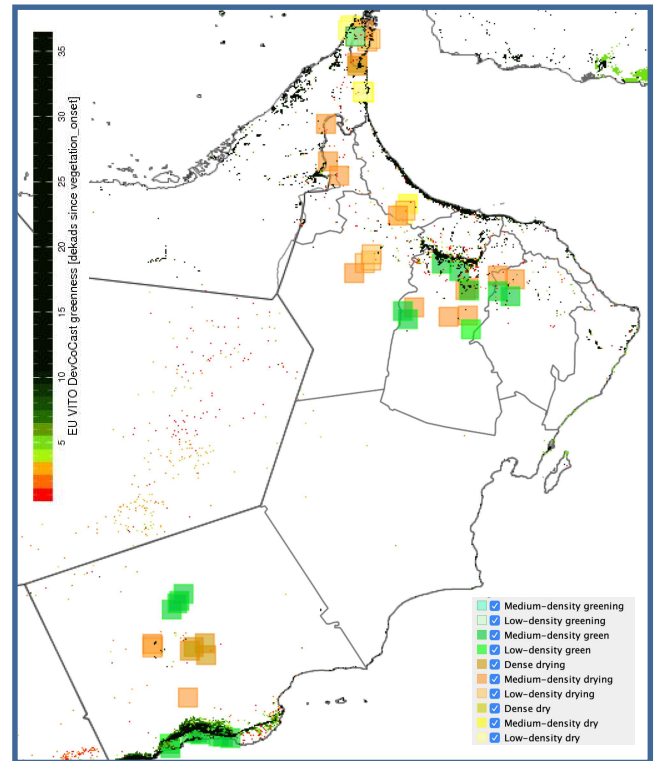 35
30
25
20
15
10
5
EU VITO DevCoCast greenness [dekads since vegetation_onset]
Medium-density greening
Low-density greening
Medium-density green
Low-density green
Dense drying
Medium-density drying
Low-density drying
Dense dry
Medium-density dry
Low-density dry